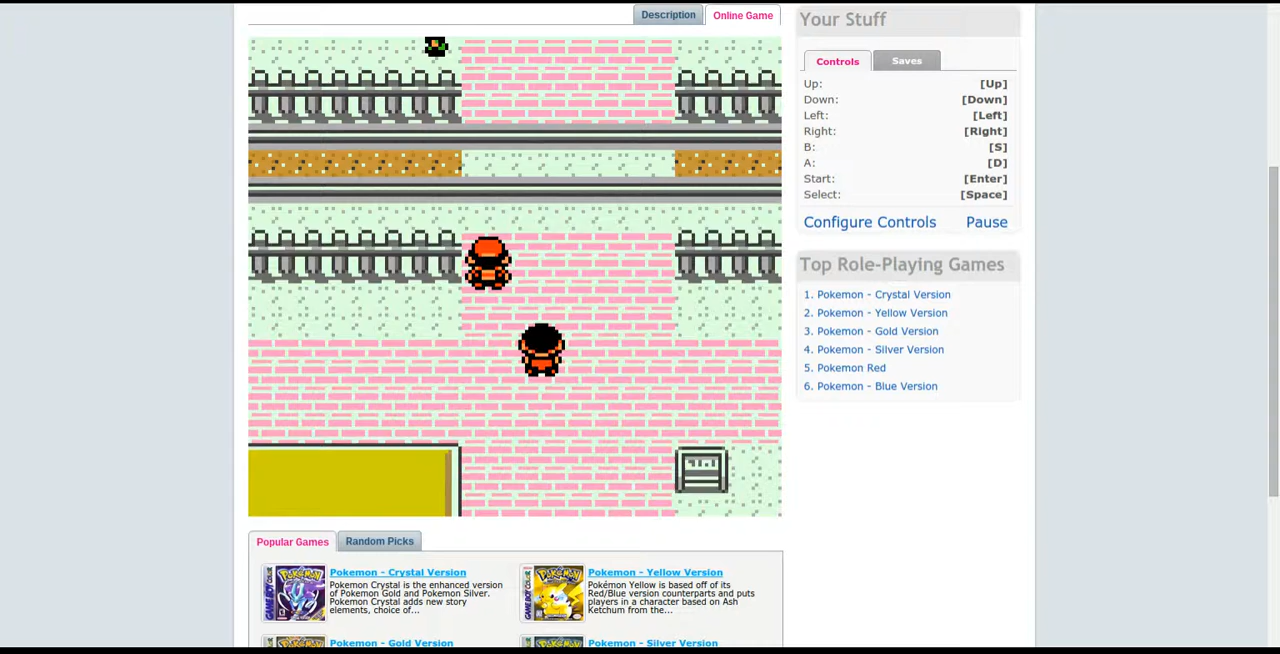 Description
Online Game
Your Stuff
Controls
Saves
Up: [Up]
Down: [Down]
Left: [Left]
Right: [Right]
B: [S]
A: [D]
Start: [Enter]
Select: [Space]
Configure Controls
Pause
Top Role-Playing Games
1. Pokemon - Crystal Version
2. Pokemon - Yellow Version
3. Pokemon - Gold Version
4. Pokemon - Silver Version
5. Pokemon Red
6. Pokemon - Blue Version
Popular Games
Random Picks
Pokemon - Crystal Version
Pokemon Crystal is the enhanced version
of Pokemon Gold and Pokemon Silver.
Pokemon Crystal adds new story
elements, choice of...
Pokemon - Yellow Version
Pokémon Yellow is based off of its
Red/Blue version counterparts and puts
players in a character based on Ash
Ketchum from the...
Pokemon - Gold Version
Pokemon - Silver Version